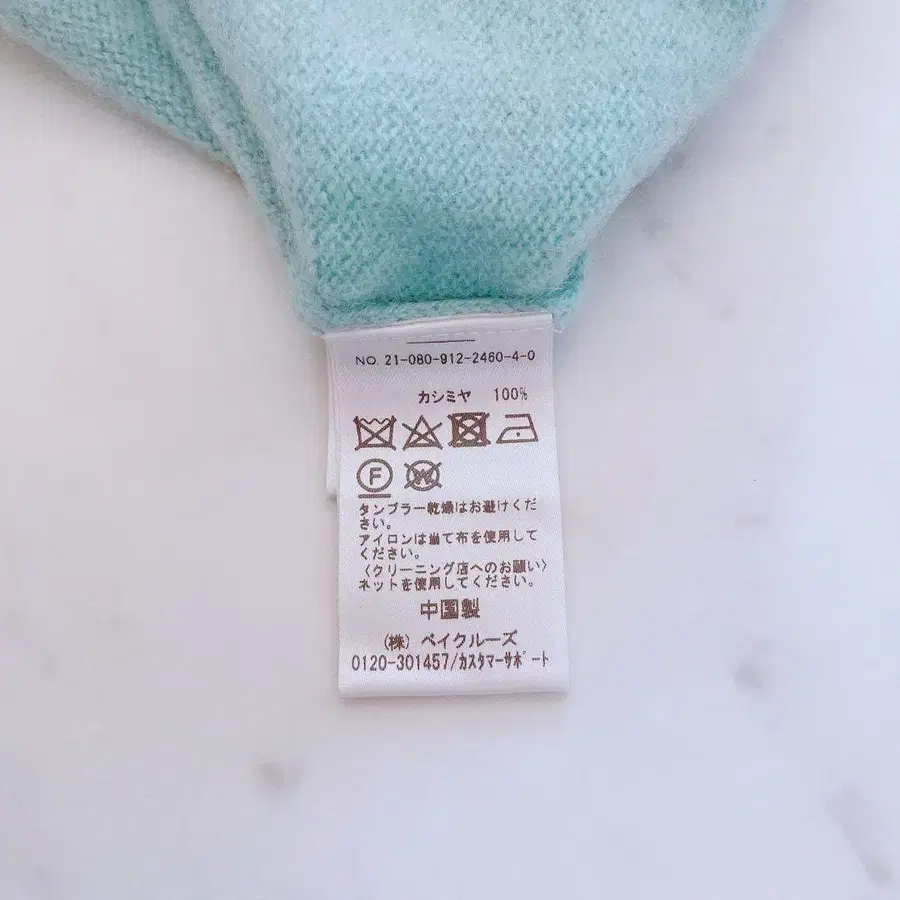 NO. 21-080-912-2460-4-0
カシミヤ 100%
F W
タンブラー乾燥はお避けくだ
さい。
アイロンは当て布を使用して
ください。
〈クリーニング店へのお願い〉
ネットを使用してください。
中国製
(株) ベイクルーズ
0120-301457/カスタマーサポート